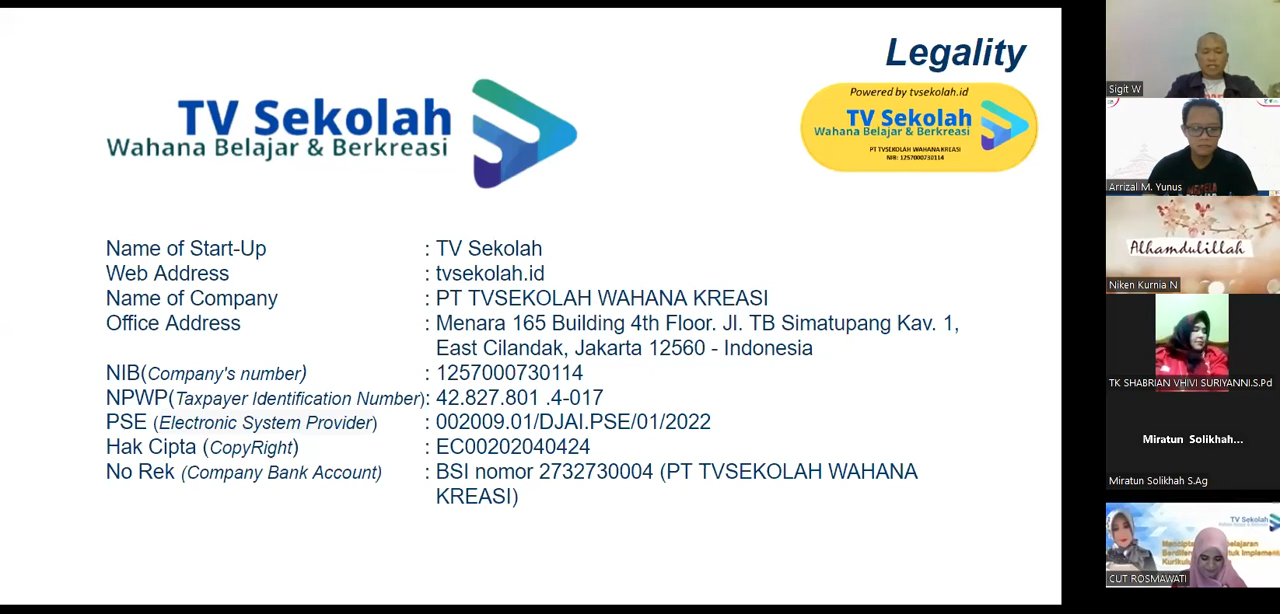 Legality
TV Sekolah
Wahana Belajar & Berkreasi
Powered by tvsekolah.id
TV Sekolah
Wahana Belajar & Berkreasi
PT TVSEKOLAH WAHANA KREASI
NIB: 1257000730114
Name of Start-Up : TV Sekolah
Web Address : tvsekolah.id
Name of Company : PT TVSEKOLAH WAHANA KREASI
Office Address : Menara 165 Building 4th Floor. Jl. TB Simatupang Kav. 1,
East Cilandak, Jakarta 12560 - Indonesia
NIB(Company's number) : 1257000730114
NPWP(Taxpayer Identification Number): 42.827.801 .4-017
PSE (Electronic System Provider) : 002009.01/DJAI.PSE/01/2022
Hak Cipta (CopyRight) : EC00202040424
No Rek (Company Bank Account) : BSI nomor 2732730004 (PT TVSEKOLAH WAHANA
KREASI)
Sigit W
Arrizal M. Yunus
Alhamdulillah
Niken Kurnia N
TK SHABRIAN VHIVI SURIYANNI.S.Pd
Miratun Solikhah...
Miratun Solikhah S.Ag
TV Sekolah
CUT ROSMAWATI